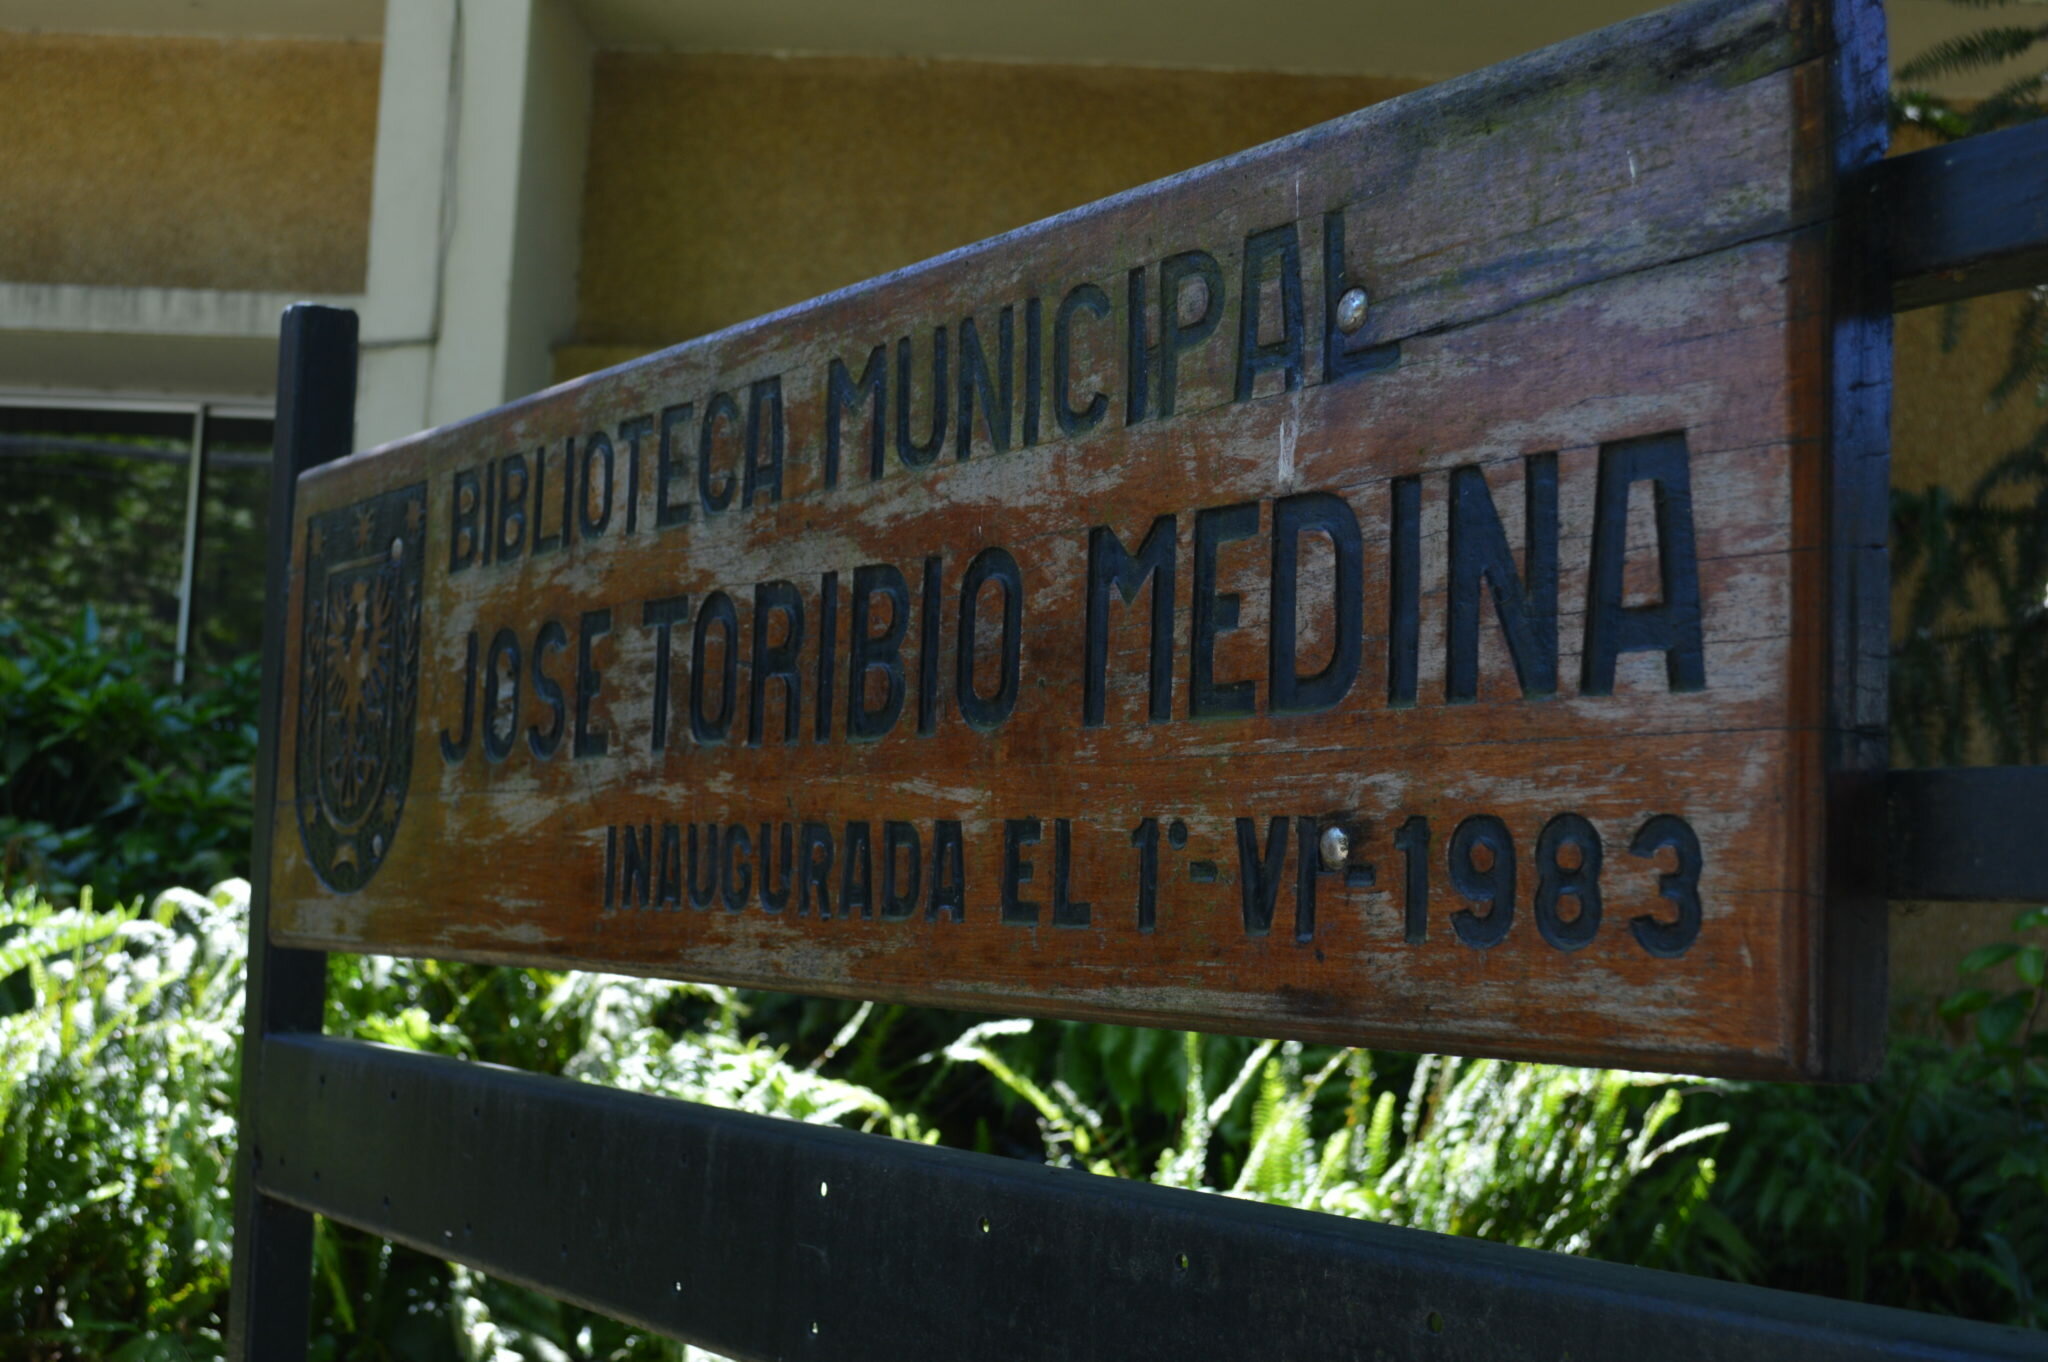 BIBLIOTECA MUNICIPAL
JOSE TORIBIO MEDINA
INAUGURADA EL 1°-VI-1983